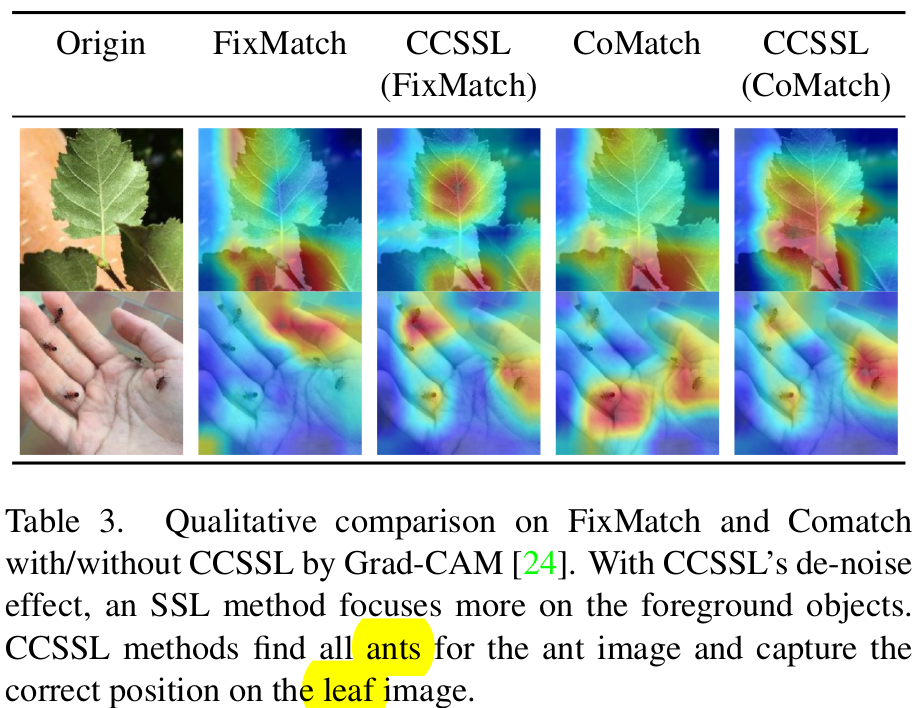 Origin FixMatch CCSSL CoMatch CCSSL
(FixMatch) (CoMatch)
Table 3. Qualitative comparison on FixMatch and Comatch
with/without CCSSL by Grad-CAM [24]. With CCSSL's de-noise
effect, an SSL method focuses more on the foreground objects.
CCSSL methods find all ants for the ant image and capture the
correct position on the leaf image.